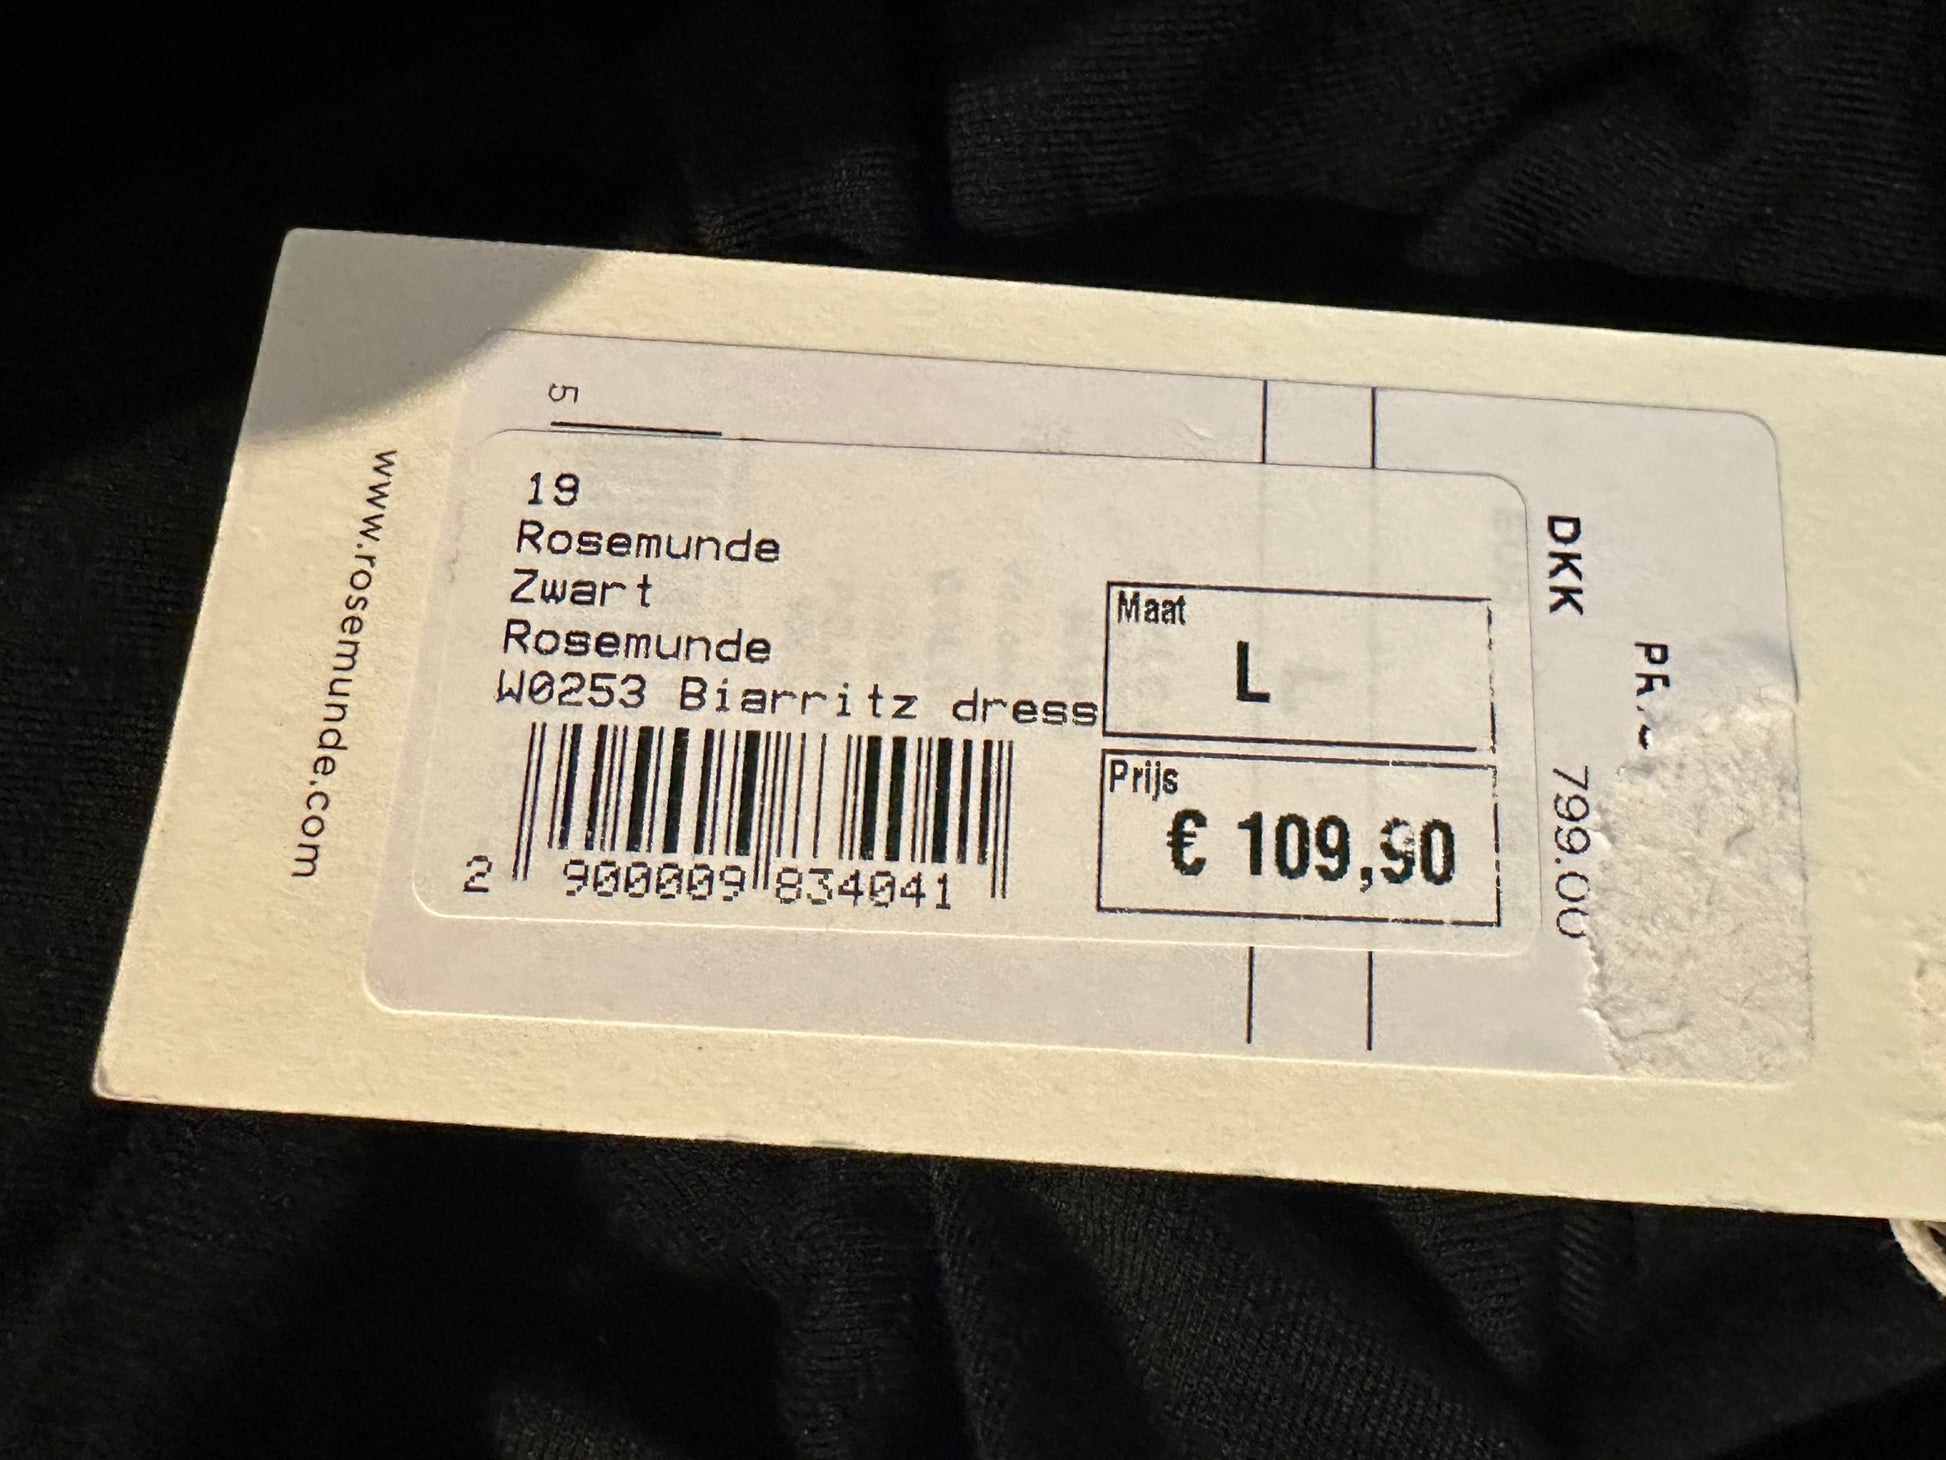 www.rosemunde.com
5
19
Rosemunde
Zwart
Rosemunde
W0253 Biarritz dress
2 900009 834041
Maat
L
Prijs
€ 109,90
DKK 799.00